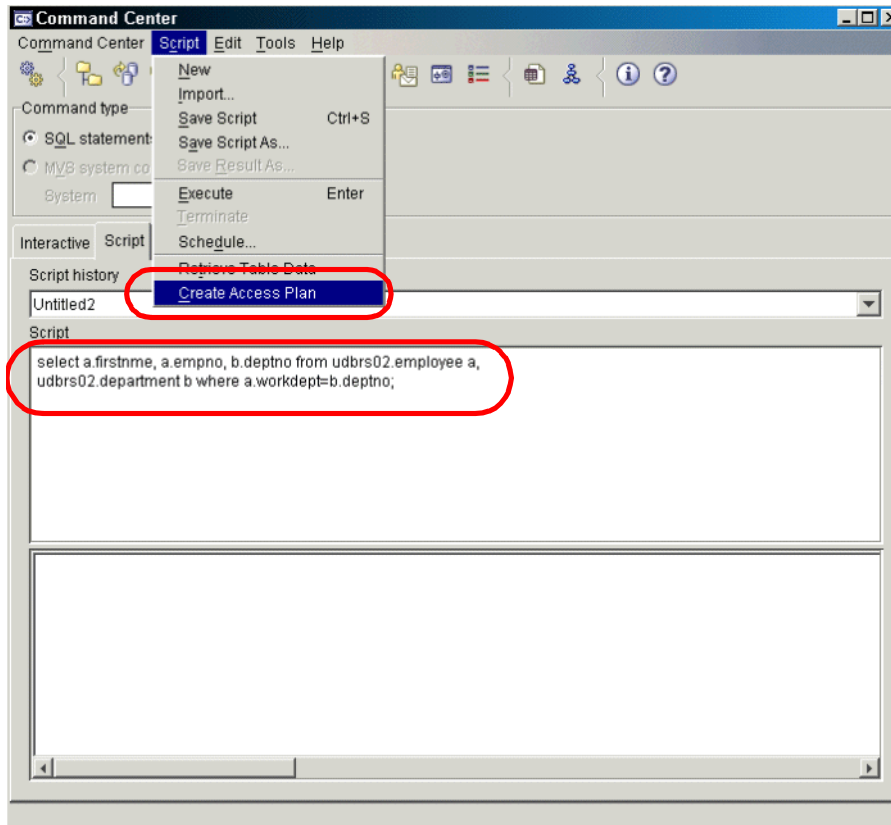 Command Center
Command Center Script Edit Tools Help
New
Import...
Save Script Ctrl+S
Save Script As...
Save Result As...
Execute Enter
Terminate
Schedule...
Retrieve Table Data
Create Access Plan
Command type
SQL statement
MVS system co
System
Interactive Script
Script history
Untitled2
Script
select a.firstnme, a.empno, b.deptno from udbrs02.employee a,
udbrs02.department b where a.workdept=b.deptno;